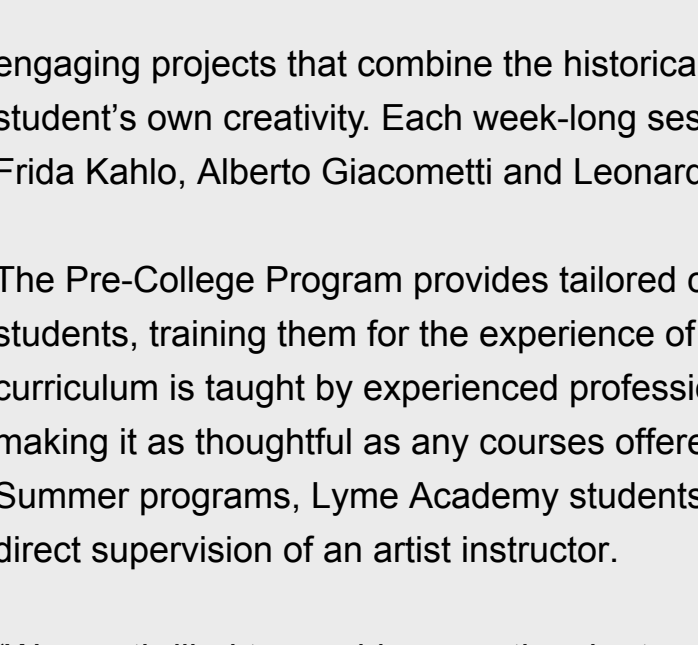 engaging projects that combine the historica
student’s own creativity. Each week-long ses
Frida Kahlo, Alberto Giacometti and Leonard
The Pre-College Program provides tailored c
students, training them for the experience of
curriculum is taught by experienced professi
making it as thoughtful as any courses offere
Summer programs, Lyme Academy students
direct supervision of an artist instructor.